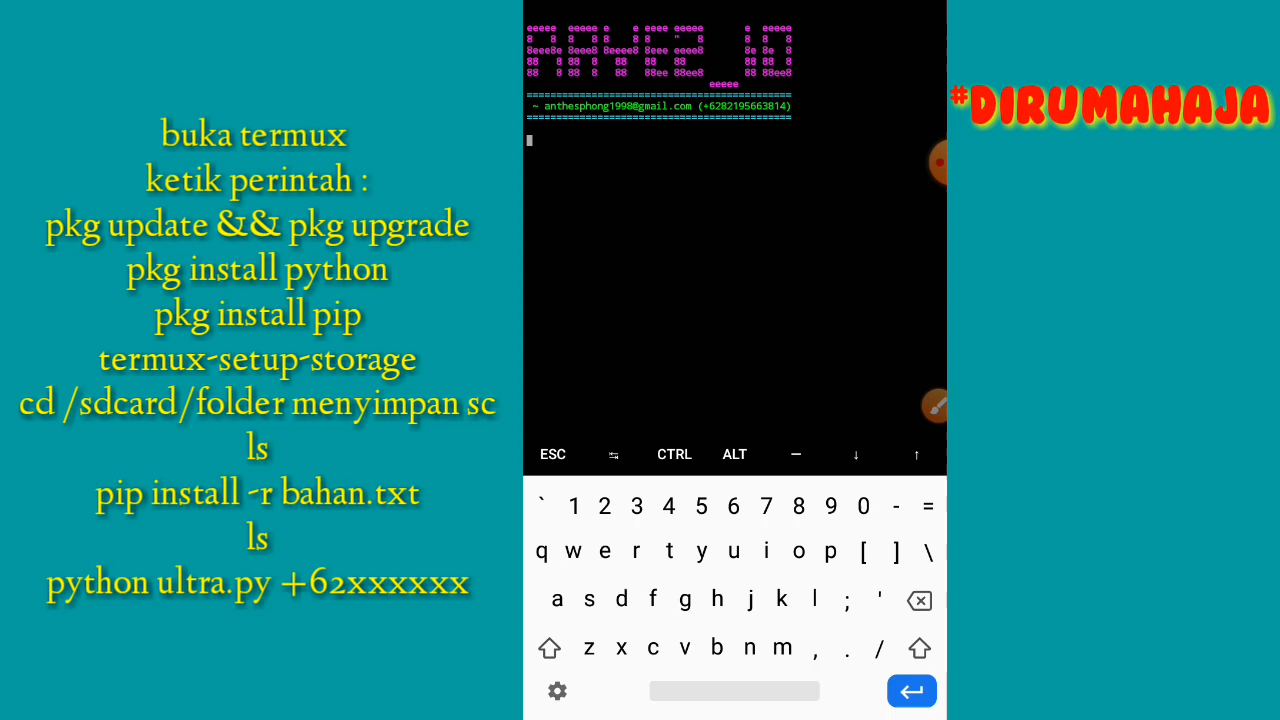 buka termux
ketik perintah :
pkg update && pkg upgrade
pkg install python
pkg install pip
termux-setup-storage
cd /sdcard/folder menyimpan sc
ls
pip install -r bahan.txt
ls
python ultra.py +62xxxxxx
~ anthesphong1998@gmail.com (+6282195663814)
ESC ↹ CTRL ALT — ↓ ↑
` 1 2 3 4 5 6 7 8 9 0 - =
q w e r t y u i o p [ ] \
a s d f g h j k l ; '
z x c v b n m , . /
#DIRUMAHAJA